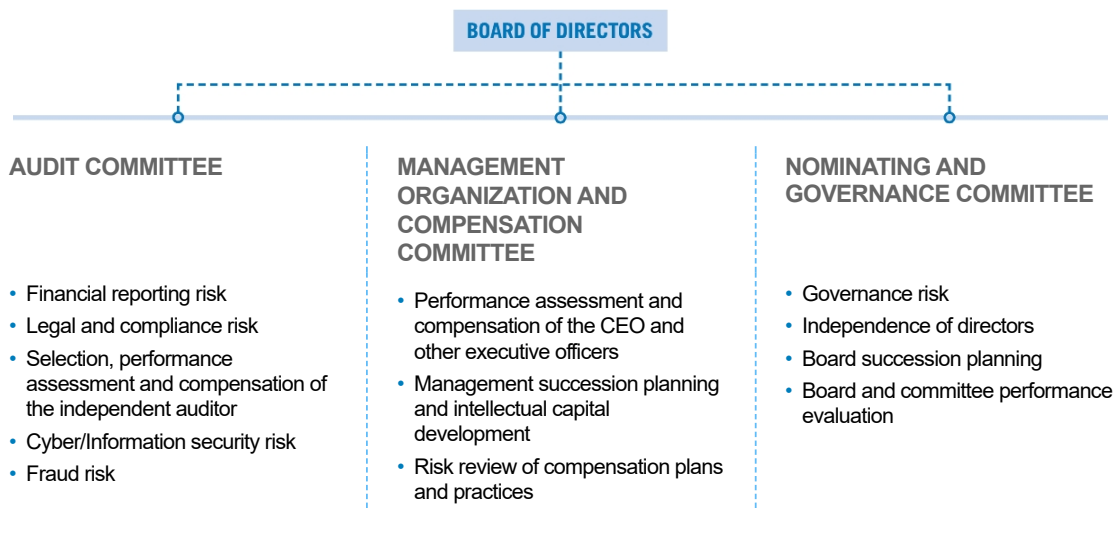 BOARD OF DIRECTORS
AUDIT COMMITTEE
• Financial reporting risk
• Legal and compliance risk
• Selection, performance
assessment and compensation of
the independent auditor
• Cyber/Information security risk
• Fraud risk
MANAGEMENT
ORGANIZATION AND
COMPENSATION
COMMITTEE
• Performance assessment and
compensation of the CEO and
other executive officers
• Management succession planning
and intellectual capital
development
• Risk review of compensation plans
and practices
NOMINATING AND
GOVERNANCE COMMITTEE
• Governance risk
• Independence of directors
• Board succession planning
• Board and committee performance
evaluation